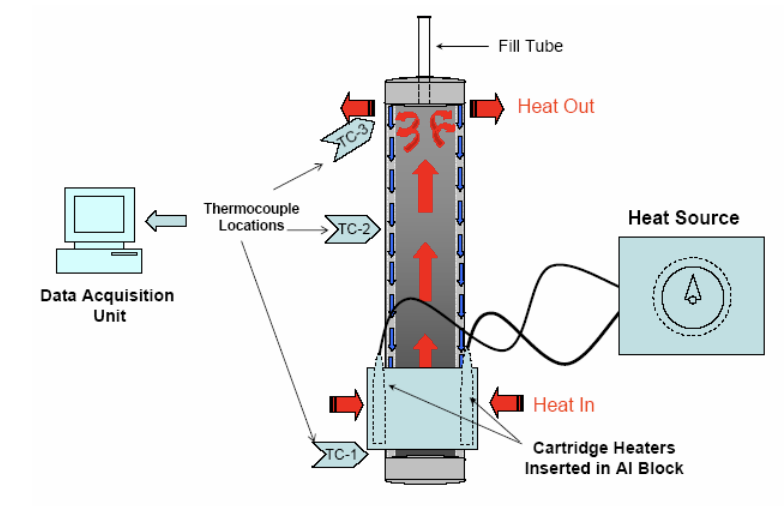 Fill Tube
Heat Out
TC-3
Thermocouple
Locations
TC-2
Heat Source
Data Acquisition
Unit
Heat In
Cartridge Heaters
Inserted in Al Block
TC-1